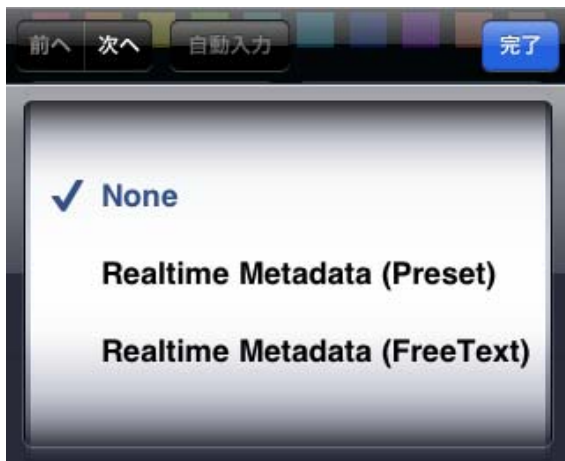 前へ 次へ 自動入力 完了
None
Realtime Metadata (Preset)
Realtime Metadata (FreeText)